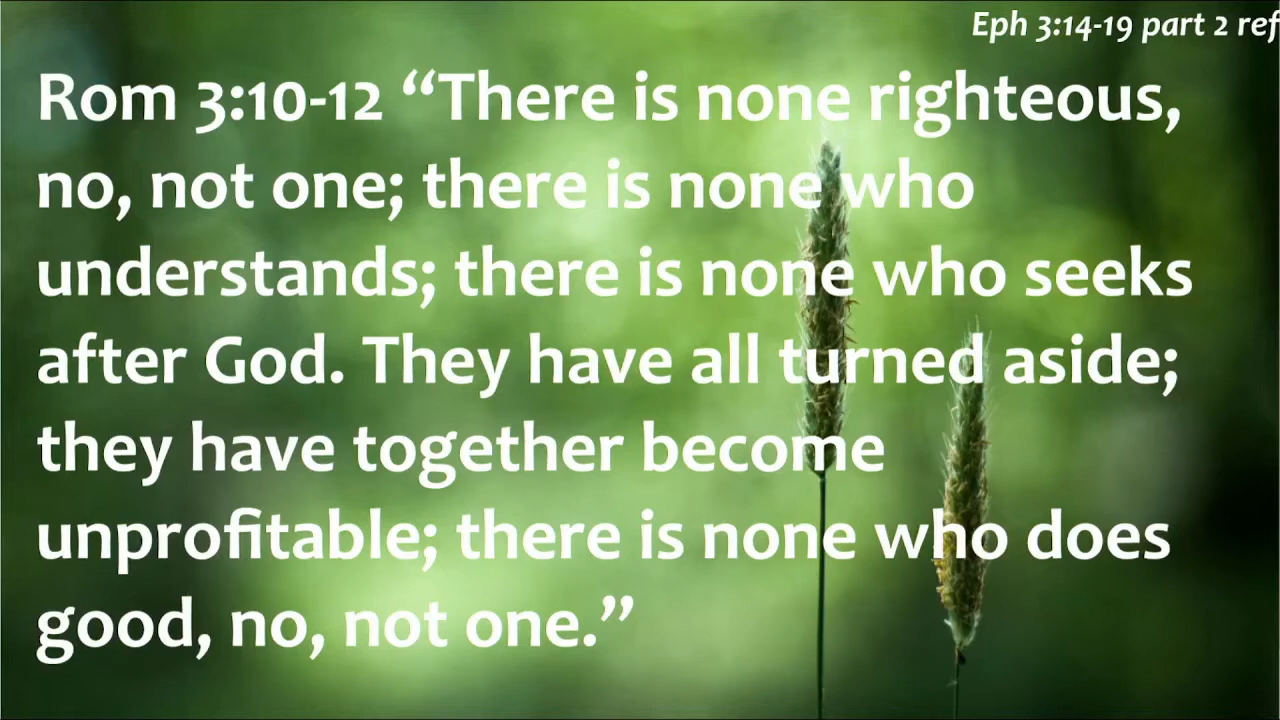 Eph 3:14-19 part 2 ref
Rom 3:10-12 “There is none righteous,
no, not one; there is none who
understands; there is none who seeks
after God. They have all turned aside;
they have together become
unprofitable; there is none who does
good, no, not one.”